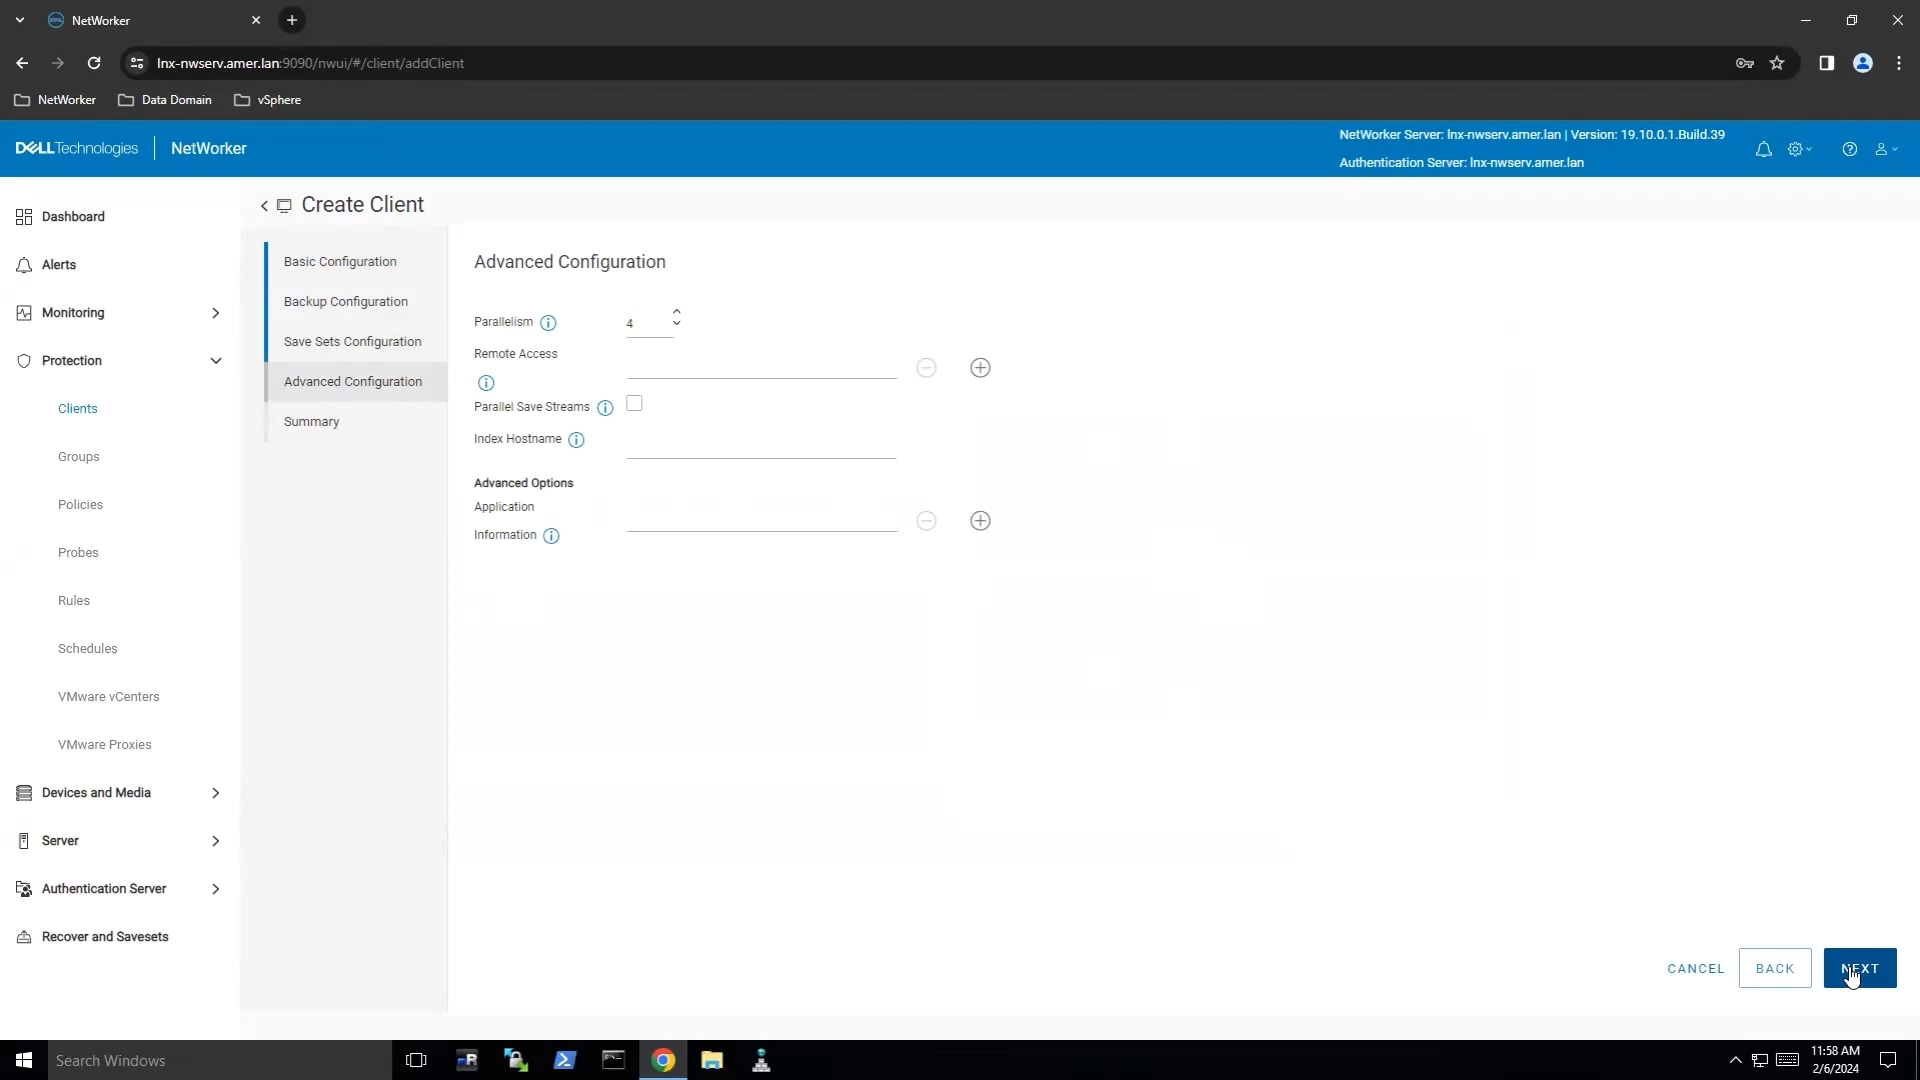 NetWorker
lnx-nwserv.amer.lan:9090/nwui/#/client/addClient
NetWorker
Data Domain
vSphere
DELLTechnologies
NetWorker
NetWorker Server: lnx-nwserv.amer.lan | Version: 19.10.0.1.Build.39
Authentication Server: lnx-nwserv.amer.lan
Dashboard
Alerts
Monitoring
Protection
Clients
Groups
Policies
Probes
Rules
Schedules
VMware vCenters
VMware Proxies
Devices and Media
Server
Authentication Server
Recover and Savesets
Create Client
Basic Configuration
Backup Configuration
Save Sets Configuration
Advanced Configuration
Summary
Advanced Configuration
Parallelism
4
Remote Access
Parallel Save Streams
Index Hostname
Advanced Options
Application
Information
CANCEL
BACK
NEXT
Search Windows
11:58 AM
2/6/2024